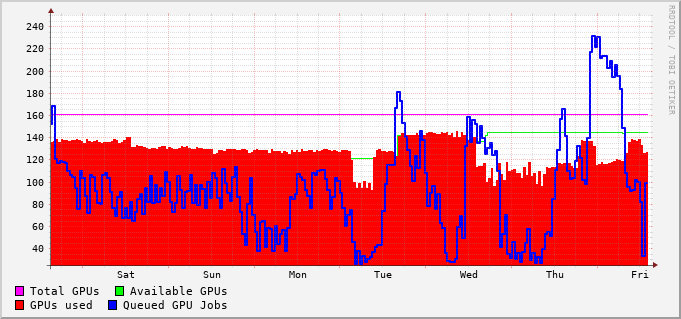 240
220
200
180
160
140
120
100
80
60
40
Sat Sun Mon Tue Wed Thu Fri
Total GPUs Available GPUs
GPUs used Queued GPU Jobs
RRDTOOL / TOBI OETIKER